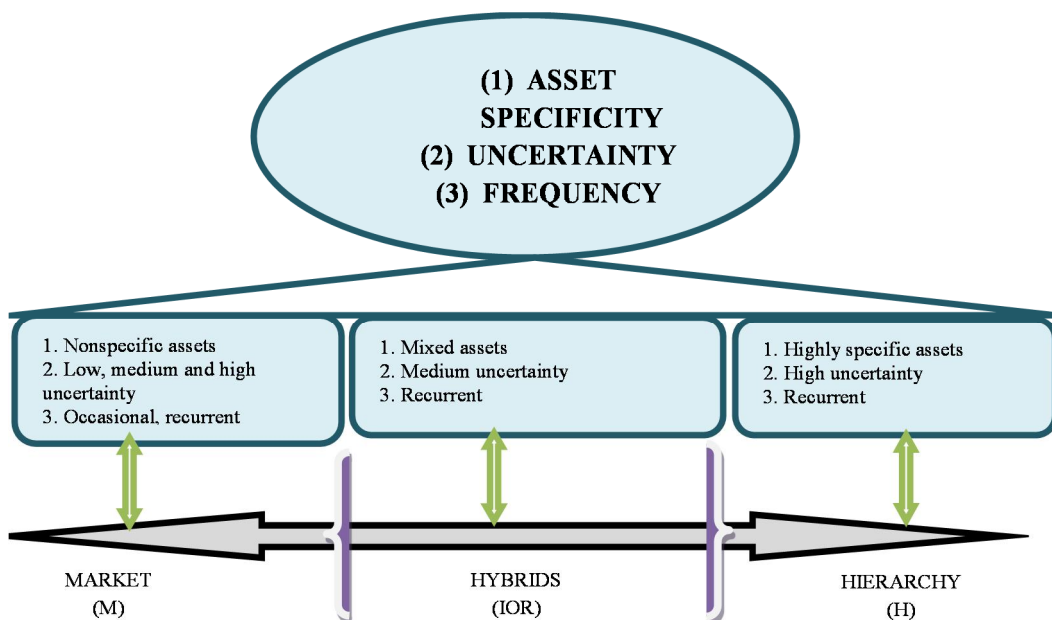 (1) ASSET
SPECIFICITY
(2) UNCERTAINTY
(3) FREQUENCY
1. Nonspecific assets
2. Low, medium and high
uncertainty
3. Occasional, recurrent
1. Mixed assets
2. Medium uncertainty
3. Recurrent
1. Highly specific assets
2. High uncertainty
3. Recurrent
MARKET
(M)
HYBRIDS
(IOR)
HIERARCHY
(H)